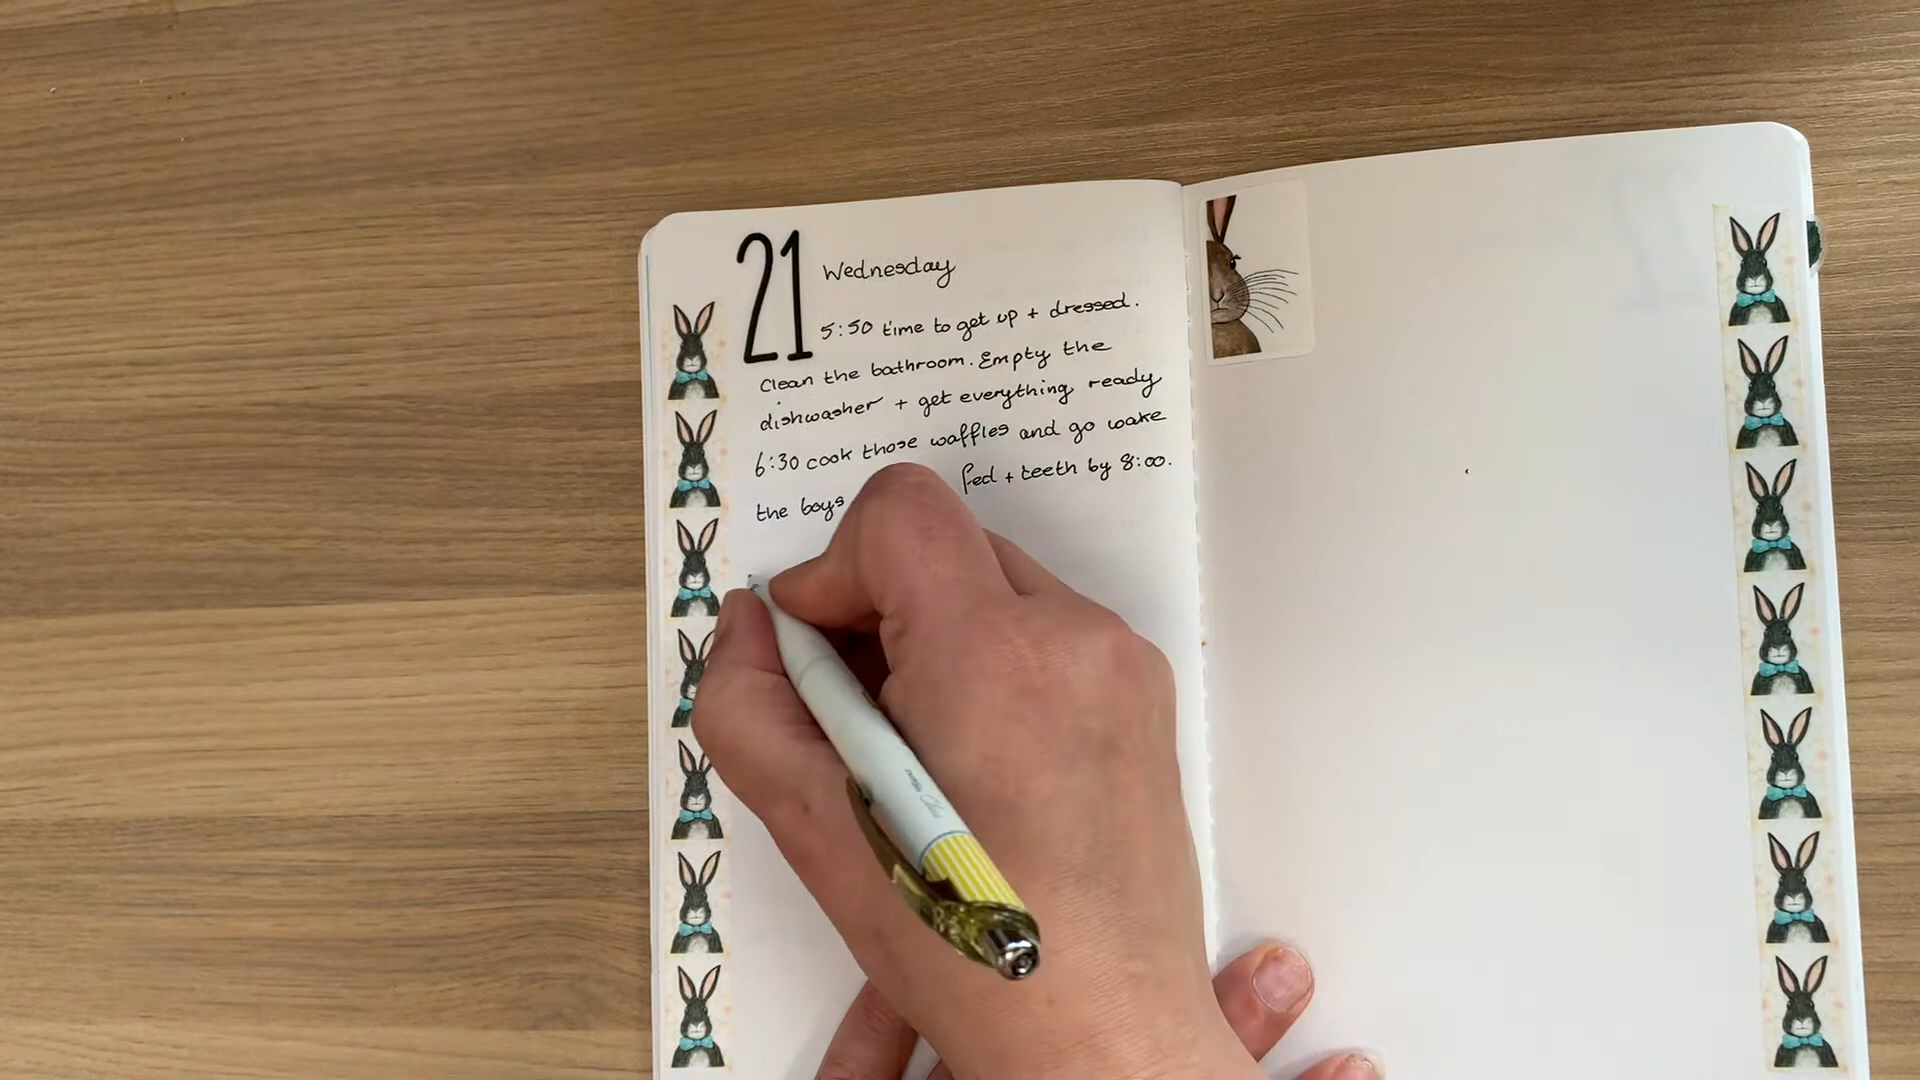 21 Wednesday
5:50 time to get up + dressed.
Clean the bathroom. Empty the
dishwasher + get everything ready
6:30 cook those waffles and go wake
the boys fed + teeth by 8:00.